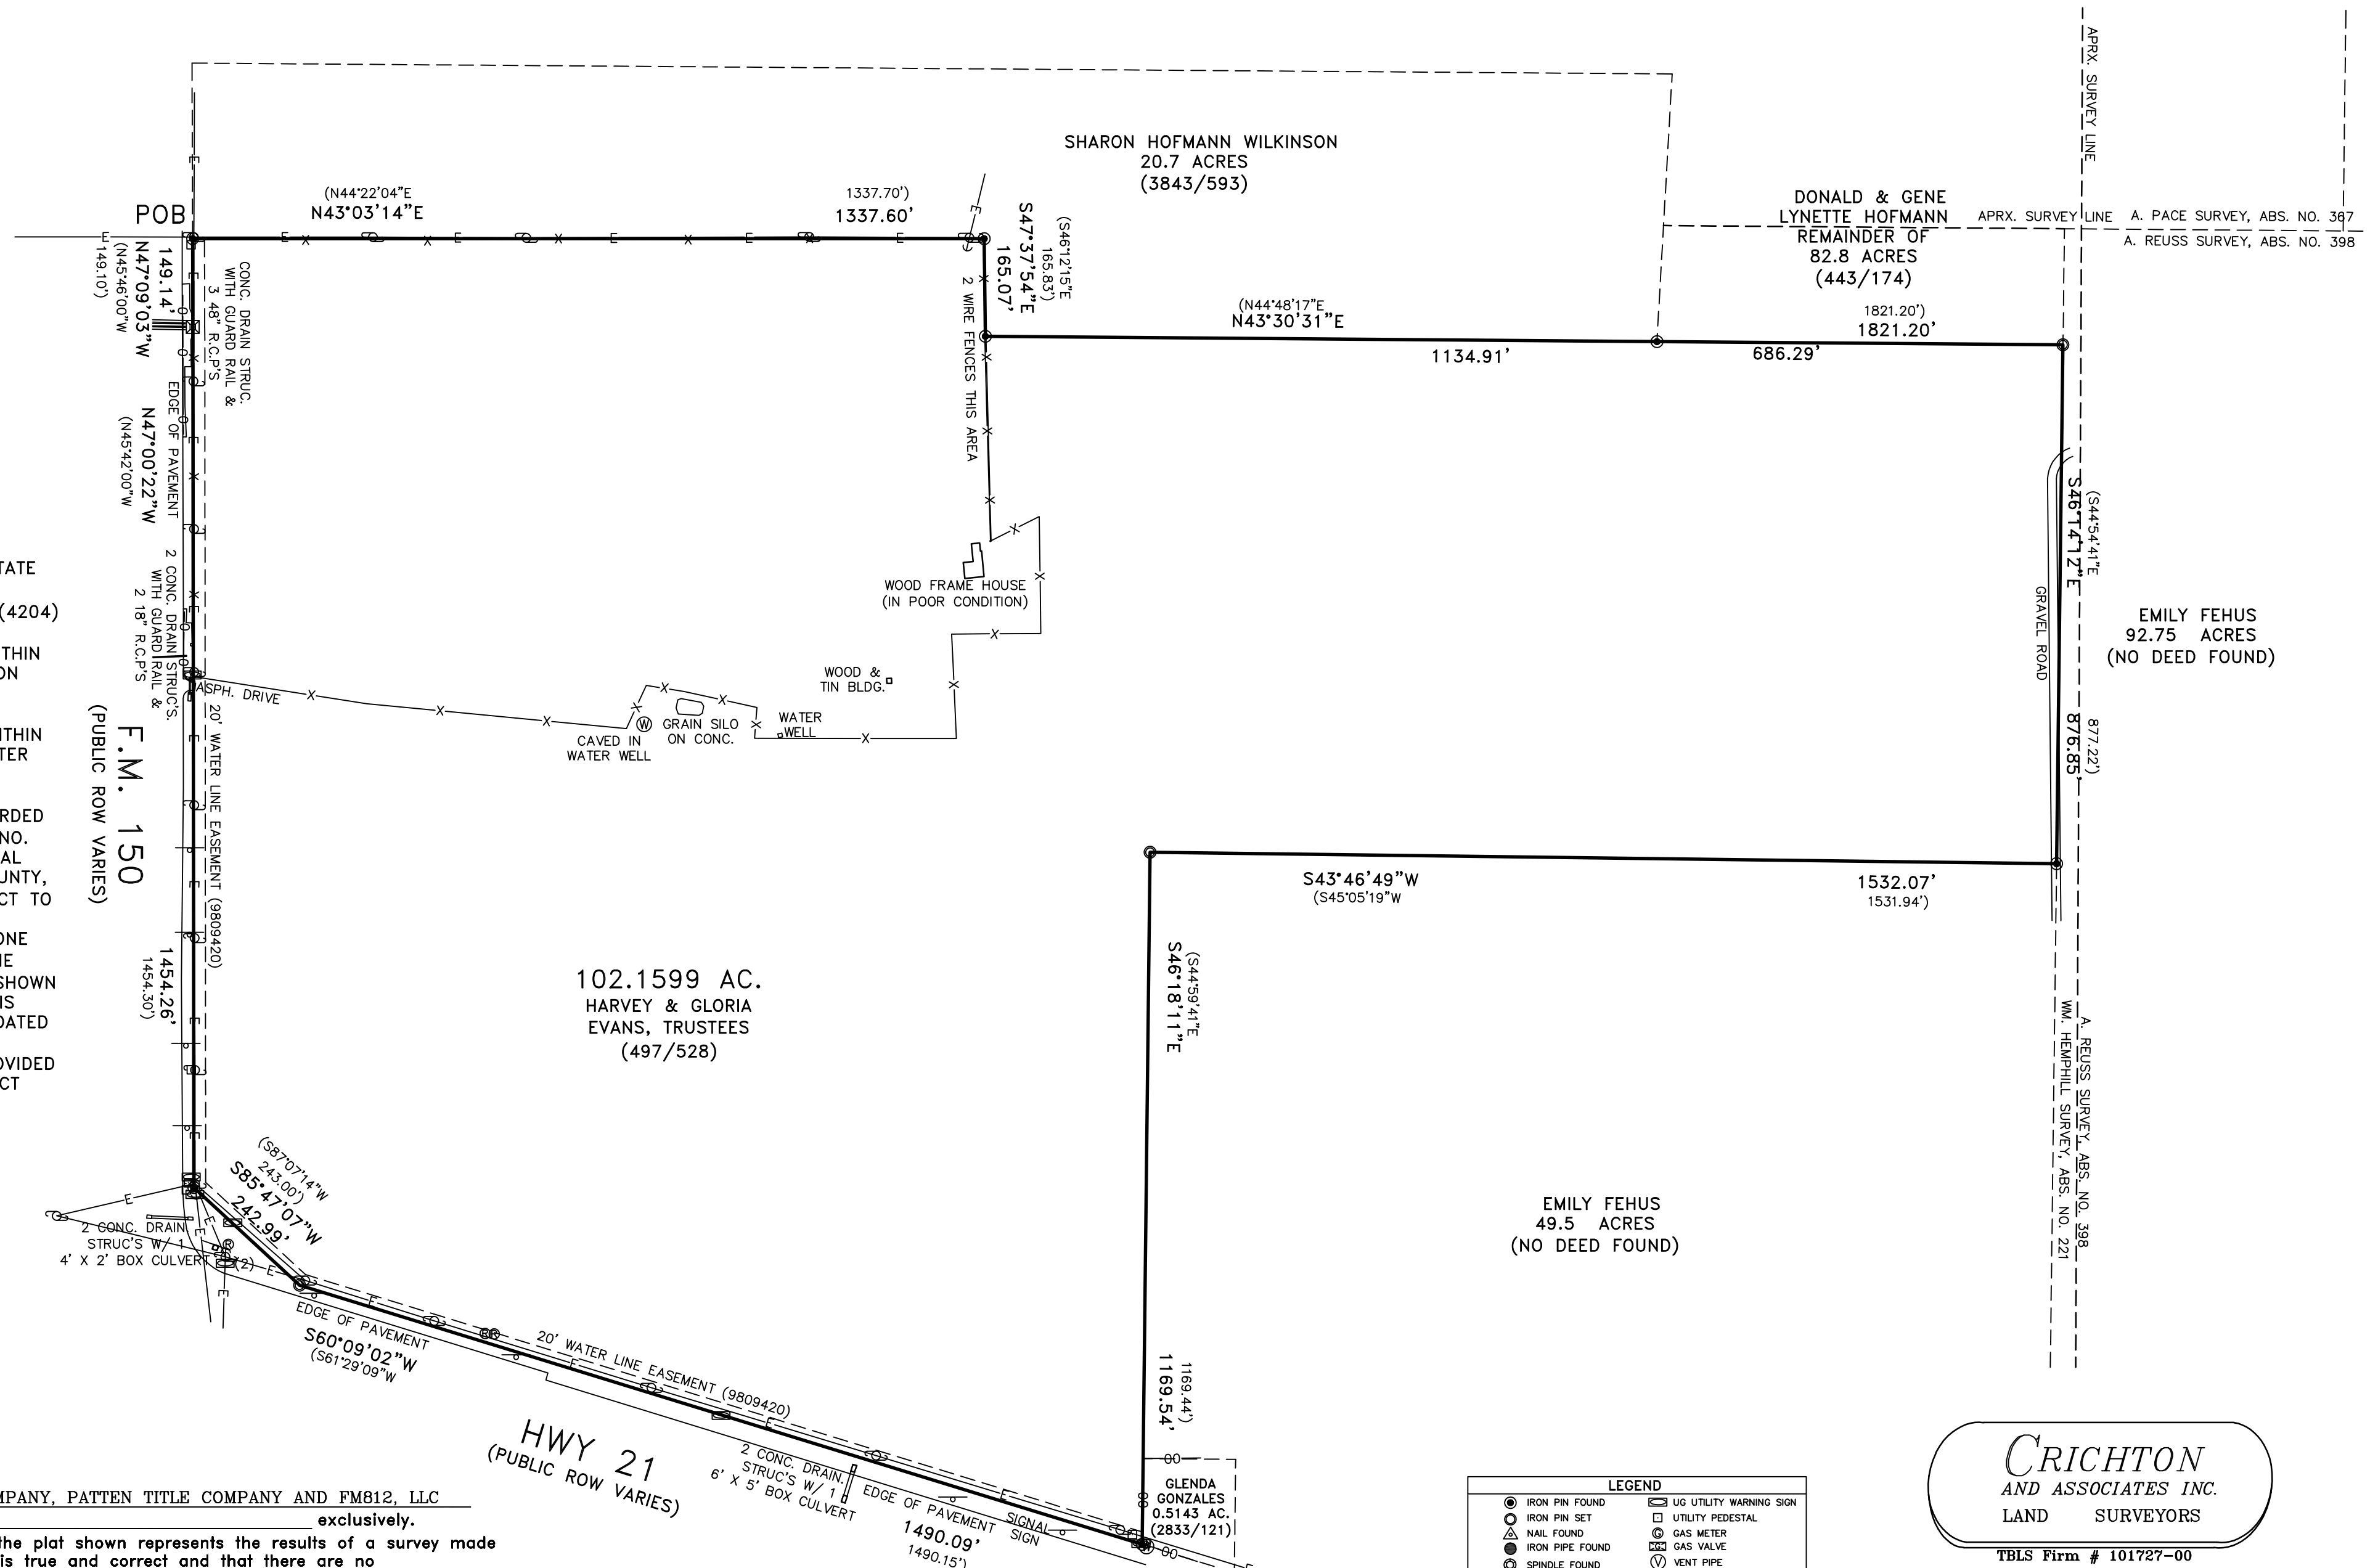 APRX. SURVEY LINE
SHARON HOFMANN WILKINSON
20.7 ACRES
(3843/593)
DONALD & GENE
LYNETTE HOFMANN
REMAINDER OF
82.8 ACRES
(443/174)
APRX. SURVEY LINE
A. PACE SURVEY, ABS. NO. 367
A. REUSS SURVEY, ABS. NO. 398
POB
(N44°22'04"E
1337.70')
N43°03'14"E
1337.60'
S47°37'54"E
165.07'
(S46°12'15"E
165.83')
2 WIRE FENCES THIS AREA
(N44°48'17"E
1821.20')
N43°30'31"E
1821.20'
1134.91'
686.29'
149.14'
N47°09'03"W
(N45°46'00"W
149.10')
CONC. DRAIN STRUC.
WITH GUARD RAIL &
3 48" R.C.P'S
EDGE OF PAVEMENT
N47°00'22"W
(N45°42'00"W
2 CONC. DRAIN STRUC'S.
WITH GUARD RAIL &
2 18" R.C.P'S
ASPH. DRIVE
20' WATER LINE EASEMENT (9809420)
F.M. 150
(PUBLIC ROW VARIES)
1454.26'
1454.30')
WOOD FRAME HOUSE
(IN POOR CONDITION)
WOOD &
TIN BLDG.
WATER
WELL
GRAIN SILO
ON CONC.
W
CAVED IN
WATER WELL
S46°14'12"E
(S44°54'41"E
GRAVEL ROAD
876.85'
877.22')
EMILY FEHUS
92.75 ACRES
(NO DEED FOUND)
S43°46'49"W
1532.07'
(S45°05'19"W
1531.94')
S46°18'11"E
(S44°59'41"E
1169.54'
1169.44')
102.1599 AC.
HARVEY & GLORIA
EVANS, TRUSTEES
(497/528)
A. REUSS SURVEY, ABS. NO. 398
WM. HEMPHILL SURVEY, ABS. NO. 221
EMILY FEHUS
49.5 ACRES
(NO DEED FOUND)
(S87°07'14"W
243.00')
S85°47'07"W
242.99'
2 CONC. DRAIN
STRUC'S W/ 1
4' X 2' BOX CULVERT
(2)
EDGE OF PAVEMENT
S60°09'02"W
(S61°29'09"W
20' WATER LINE EASEMENT (9809420)
HWY 21
(PUBLIC ROW VARIES)
2 CONC. DRAIN.
STRUC'S W/ 1
6' X 5' BOX CULVERT
EDGE OF PAVEMENT
SIGNAL
SIGN
1490.09'
1490.15')
GLENDA
GONZALES
0.5143 AC.
(2833/121)
TATE
(4204)
THIN
ON
ITHIN
TER
RDED
NO.
AL
UNTY,
CT TO
ONE
NE
SHOWN
IS
DATED
OVIDED
CT
MPANY, PATTEN TITLE COMPANY AND FM812, LLC
exclusively.
the plat shown represents the results of a survey made
is true and correct and that there are no
LEGEND
IRON PIN FOUND
UG UTILITY WARNING SIGN
IRON PIN SET
UTILITY PEDESTAL
NAIL FOUND
G GAS METER
IRON PIPE FOUND
GAS VALVE
SPINDLE FOUND
V VENT PIPE
CRICHTON
AND ASSOCIATES INC.
LAND SURVEYORS
TBLS Firm # 101727-00